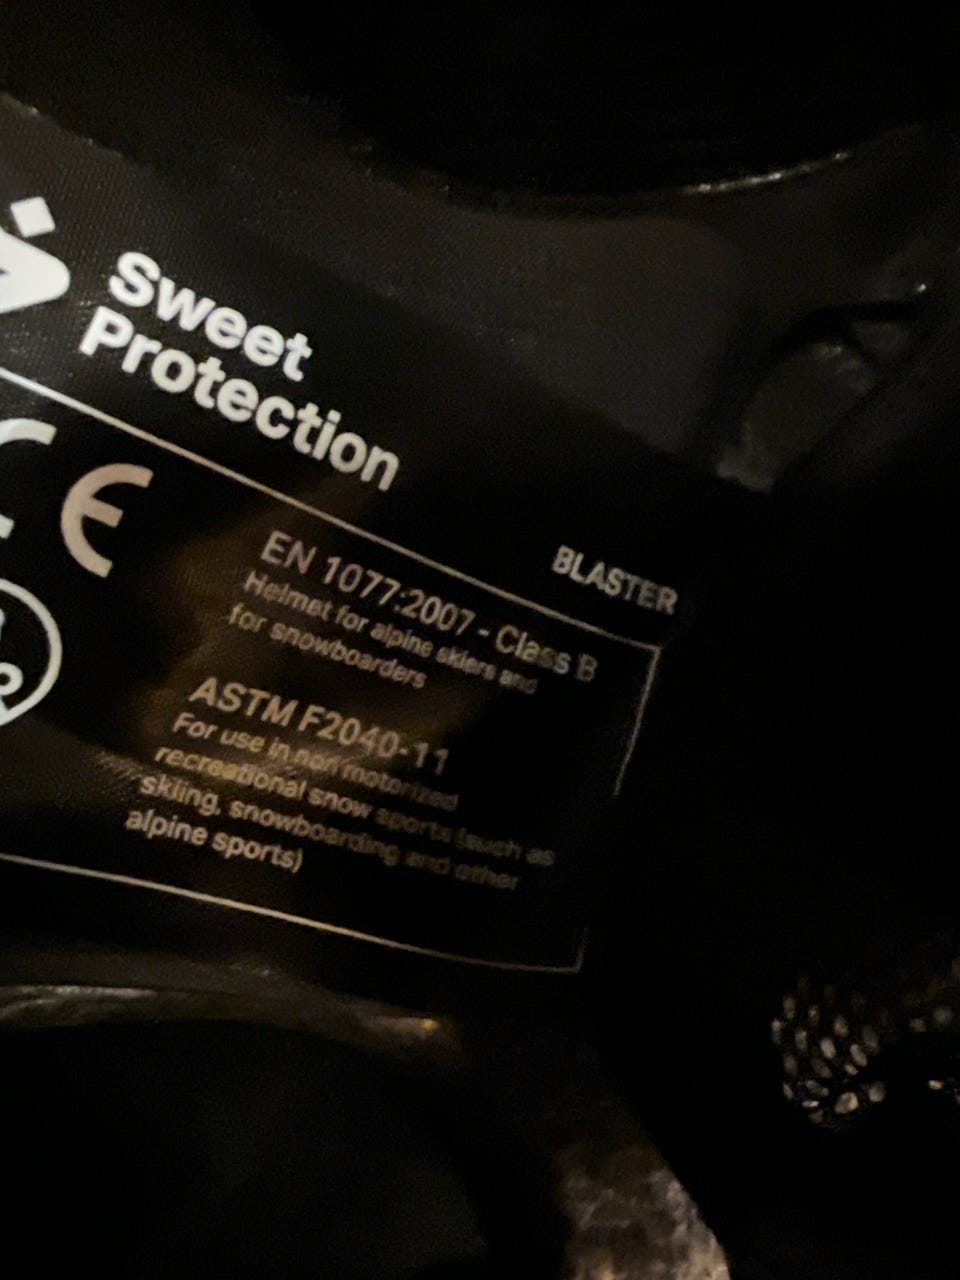 Sweet
Protection
CE
BLASTER
EN 1077:2007 - Class B
Helmet for alpine skiers and
for snowboarders
ASTM F2040-11
For use in non motorized
recreational snow sports (such as
skiing, snowboarding and other
alpine sports)